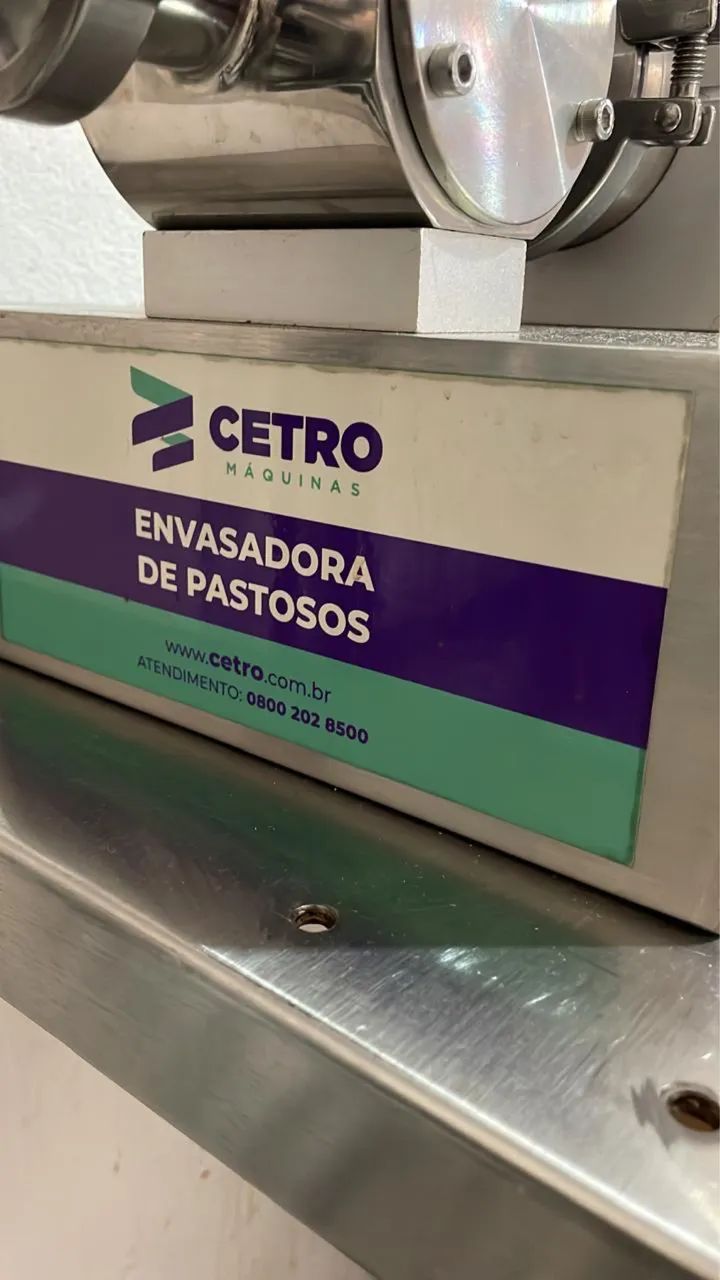 CETRO
MÁQUINAS
ENVASADORA
DE PASTOSOS
www.cetro.com.br
ATENDIMENTO: 0800 202 8500